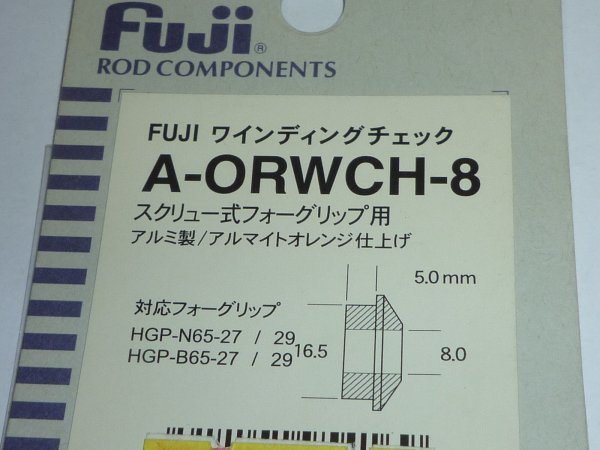 Fuji®
ROD COMPONENTS
FUJI ワインディングチェック
A-ORWCH-8
スクリュー式フォーグリップ用
アルミ製/アルマイトオレンジ仕上げ
5.0mm
対応フォーグリップ
HGP-N65-27 / 29
HGP-B65-27 / 29
16.5
8.0